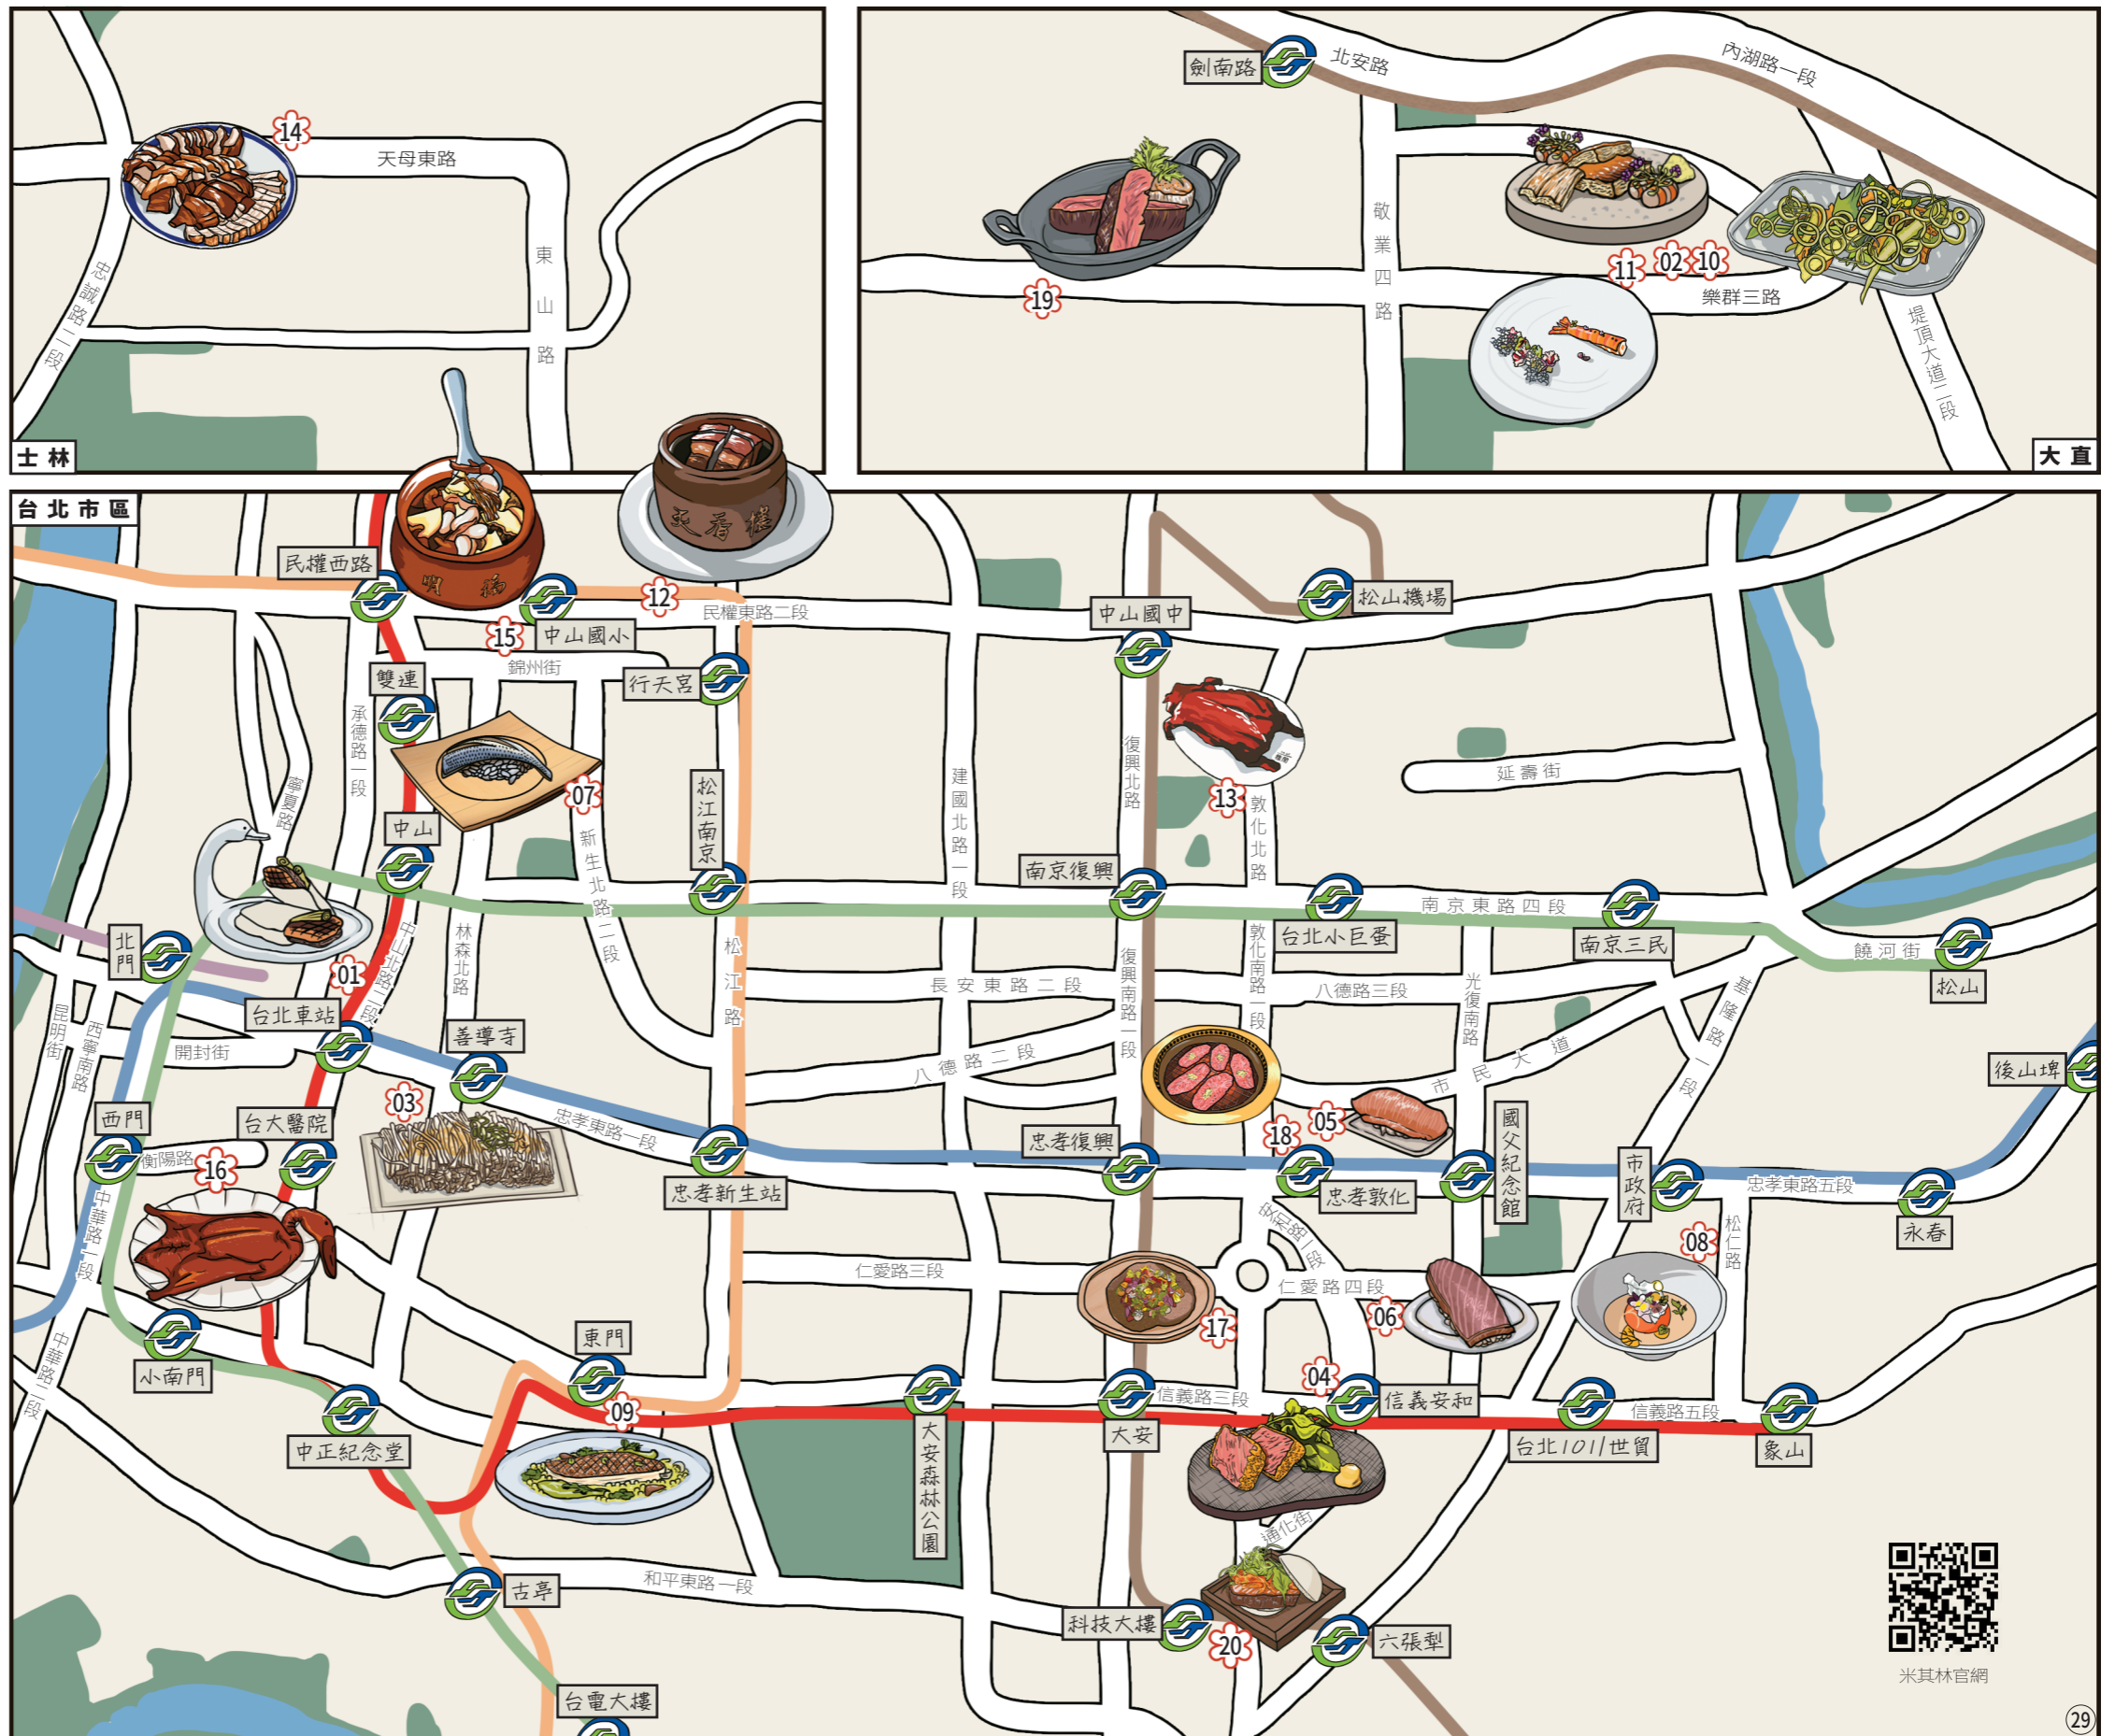 14
天母東路
東山路
忠誠路二段
士林
劍南路
北安路
內湖路一段
敬業四路
19
11
02
10
樂群三路
堤頂大道二段
大直
台北市區
民權西路
明福
天香樓
12
民權東路二段
15
中山國小
錦州街
行天宮
雙連
承德路一段
寧夏路
07
新生北路二段
松江南京
中山
中山國中
松山機場
復興北路
建國北路一段
13
敦化北路
延壽街
南京復興
台北小巨蛋
南京東路四段
南京三民
饒河街
松山
北門
01
中山北路一段
林森北路
松江路
長安東路二段
復興南路一段
敦化南路一段
八德路三段
光復南路
基隆路一段
昆明街
西寧南路
開封街
台北車站
善導寺
八德路二段
市民大道
後山埤
03
西門
台大醫院
衡陽路
16
忠孝東路一段
忠孝新生站
忠孝復興
18
05
忠孝敦化
國父紀念館
市政府
忠孝東路五段
永春
中華路一段
安和路一段
松仁路
08
仁愛路三段
仁愛路四段
06
17
中華路二段
小南門
東門
09
中正紀念堂
大安森林公園
信義路三段
大安
04
信義安和
台北101/世貿
信義路五段
象山
通化街
古亭
和平東路一段
科技大樓
20
六張犁
台電大樓
米其林官網
29